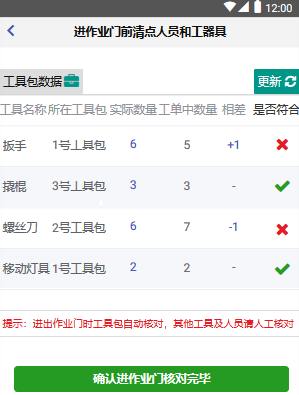 12:00
进作业门前清点人员和工器具
工具包数据 更新
工具名称 所在工具包 实际数量 工单中数量 相差 是否符合
扳手 1号工具包 6 5 +1
撬棍 3号工具包 3 3 -
螺丝刀 2号工具包 6 7 -1
移动灯具 1号工具包 2 2 -
提示：进出作业门时工具包自动核对，其他工具及人员请人工核对
确认进作业门核对完毕